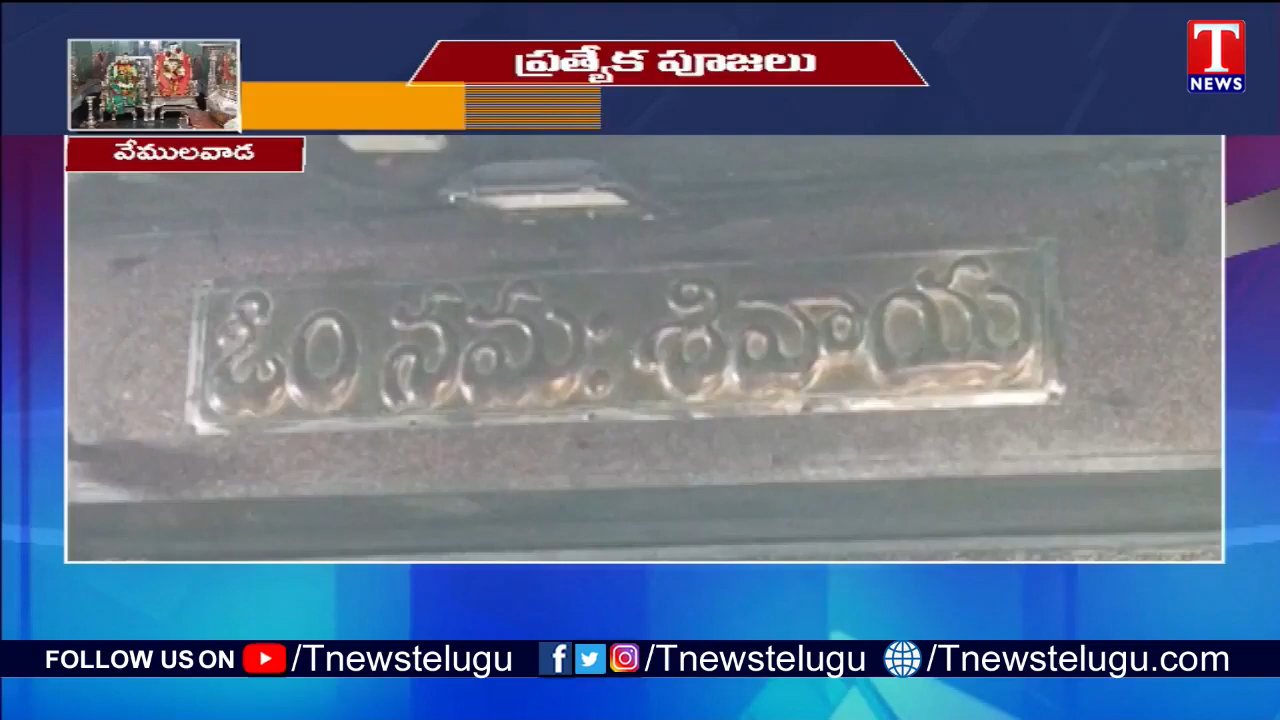 ప్రత్యేక పూజలు
T
NEWS
వేములవాడ
ఓం నమః శివాయ
FOLLOW US ON /Tnewstelugu /Tnewstelugu /Tnewstelugu.com